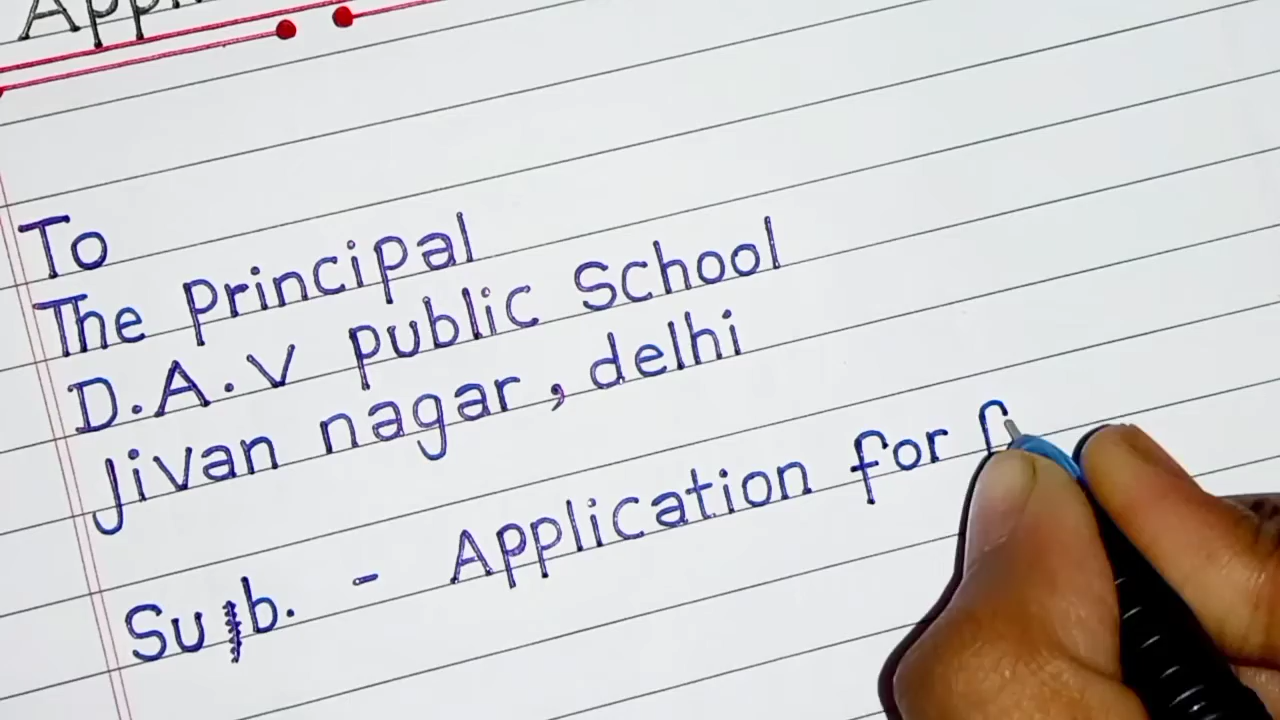 To
The Principal
D.A.V public School
Jivan nagar, delhi
Sub. - Application for